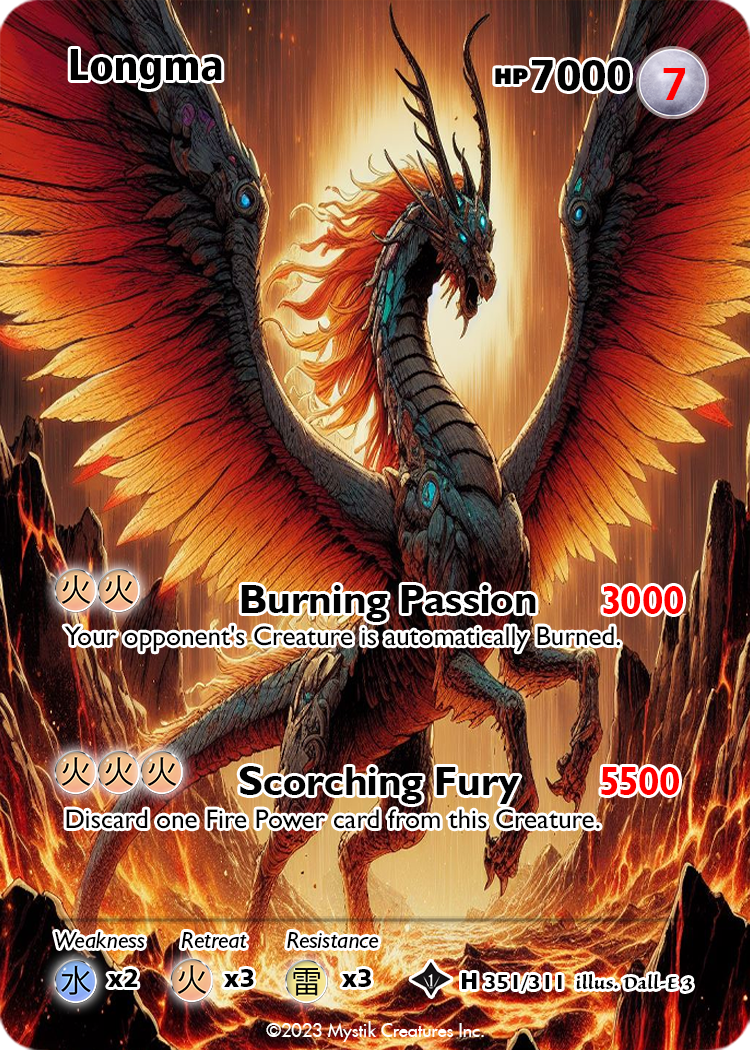 Longma HP7000 7
火 火 Burning Passion 3000
Your opponent's Creature is automatically Burned.
火 火 火 Scorching Fury 5500
Discard one Fire Power card from this Creature.
Weakness Retreat Resistance
水 x2 火 x3 雷 x3 1 H 351/311 illus. Dall-E 3
©2023 Mystik Creatures Inc.